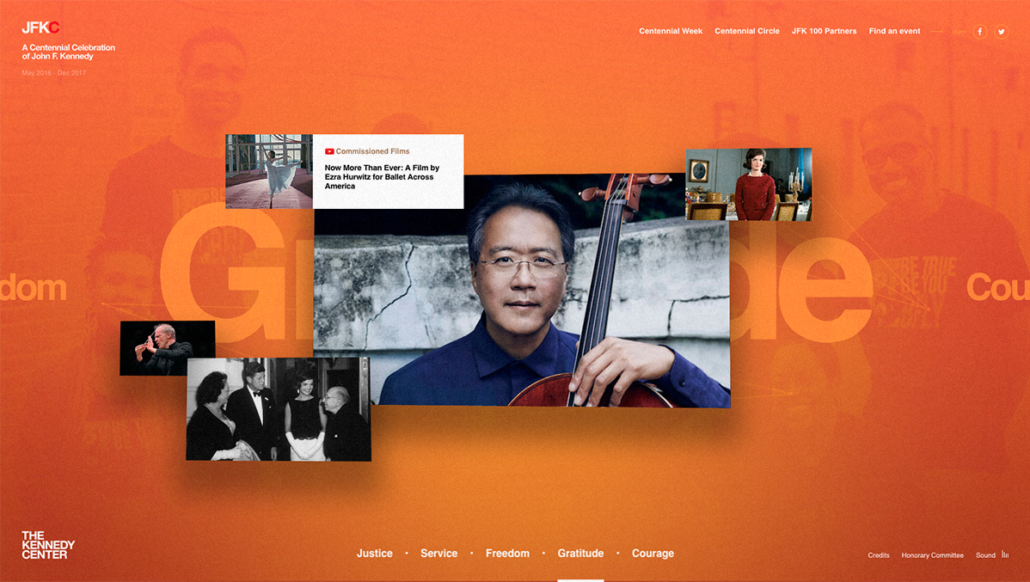 JFKC
A Centennial Celebration
of John F. Kennedy
May 2016 - Dec 2017
Centennial Week
Centennial Circle
JFK 100 Partners
Find an event
Commissioned Films
Now More Than Ever: A Film by
Ezra Hurwitz for Ballet Across
America
dom
Gr
de
Cou
THE
KENNEDY
CENTER
Justice • Service • Freedom • Gratitude • Courage
Credits
Honorary Committee
Sound